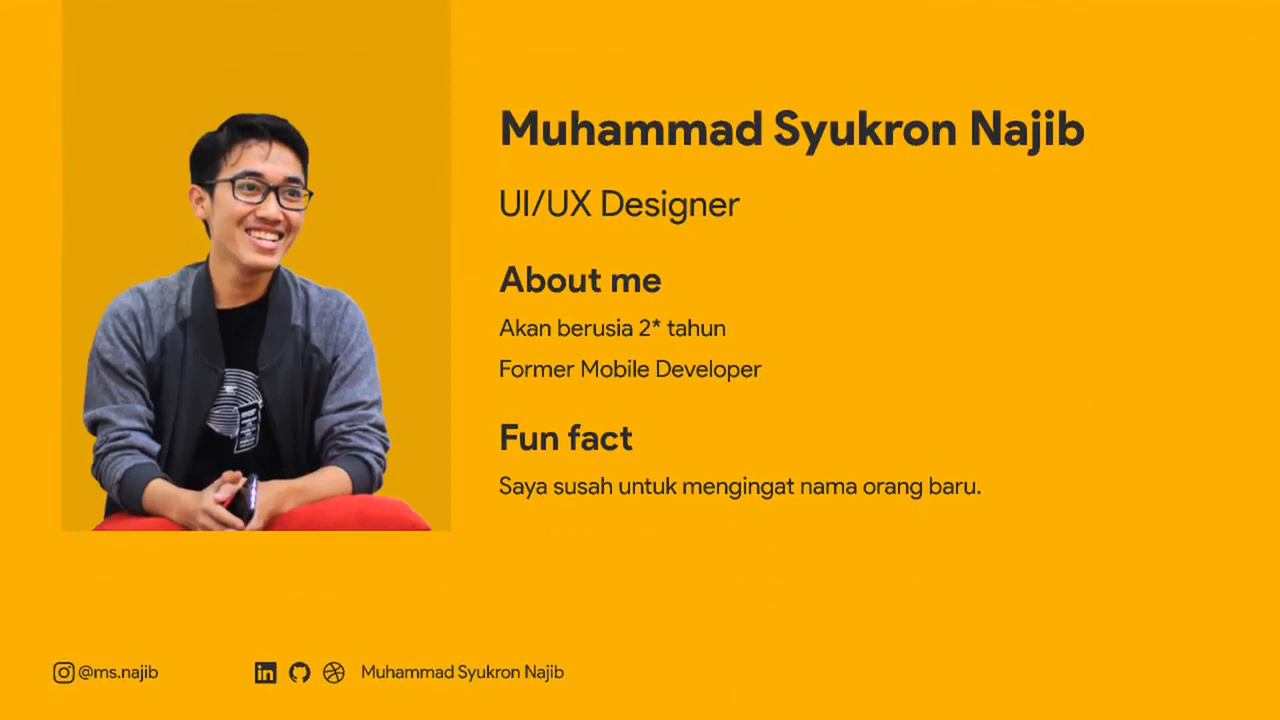 Muhammad Syukron Najib
UI/UX Designer
About me
Akan berusia 2* tahun
Former Mobile Developer
Fun fact
Saya susah untuk mengingat nama orang baru.
@ms.najib
in
Muhammad Syukron Najib